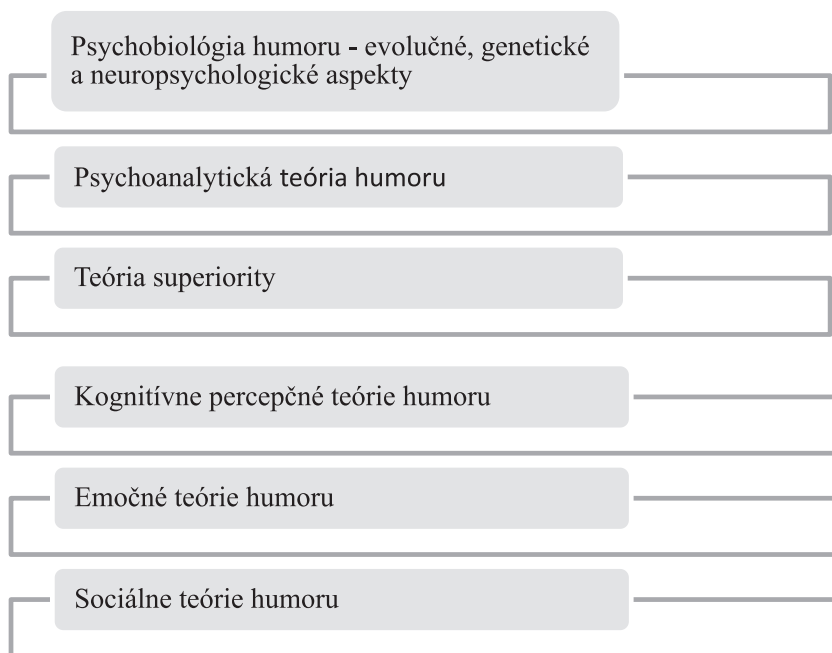 Psychobiológia humoru - evolučné, genetické
a neuropsychologické aspekty
Psychoanalytická teória humoru
Teória superiority
Kognitívne percepčné teórie humoru
Emočné teórie humoru
Sociálne teórie humoru